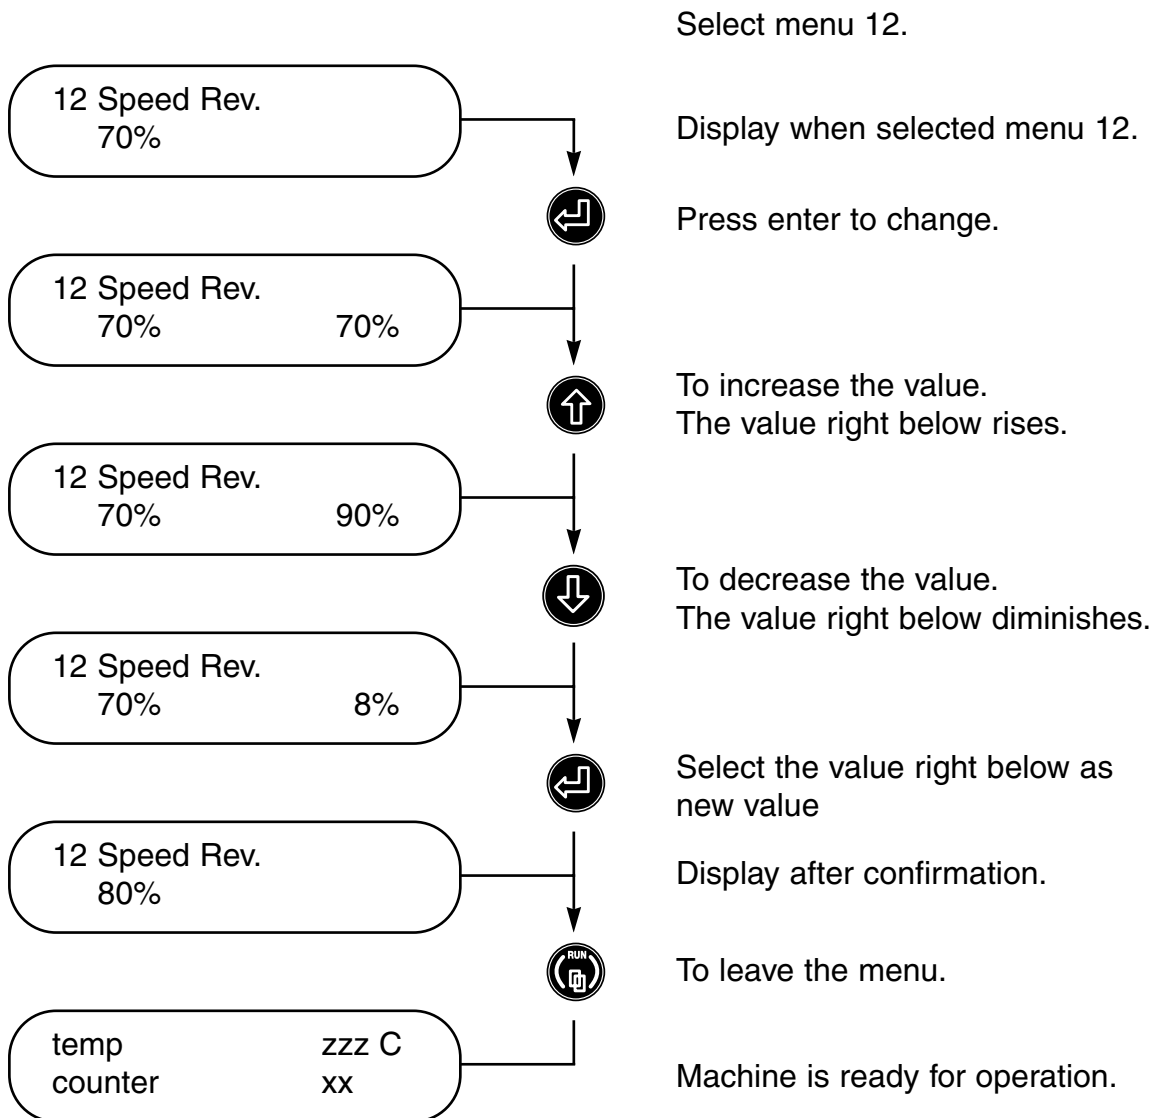 Select menu 12.
12 Speed Rev.
70%
Display when selected menu 12.
Press enter to change.
12 Speed Rev.
70% 70%
To increase the value.
The value right below rises.
12 Speed Rev.
70% 90%
To decrease the value.
The value right below diminishes.
12 Speed Rev.
70% 8%
Select the value right below as
new value
12 Speed Rev.
80%
Display after confirmation.
RUN
To leave the menu.
temp zzz C
counter xx
Machine is ready for operation.